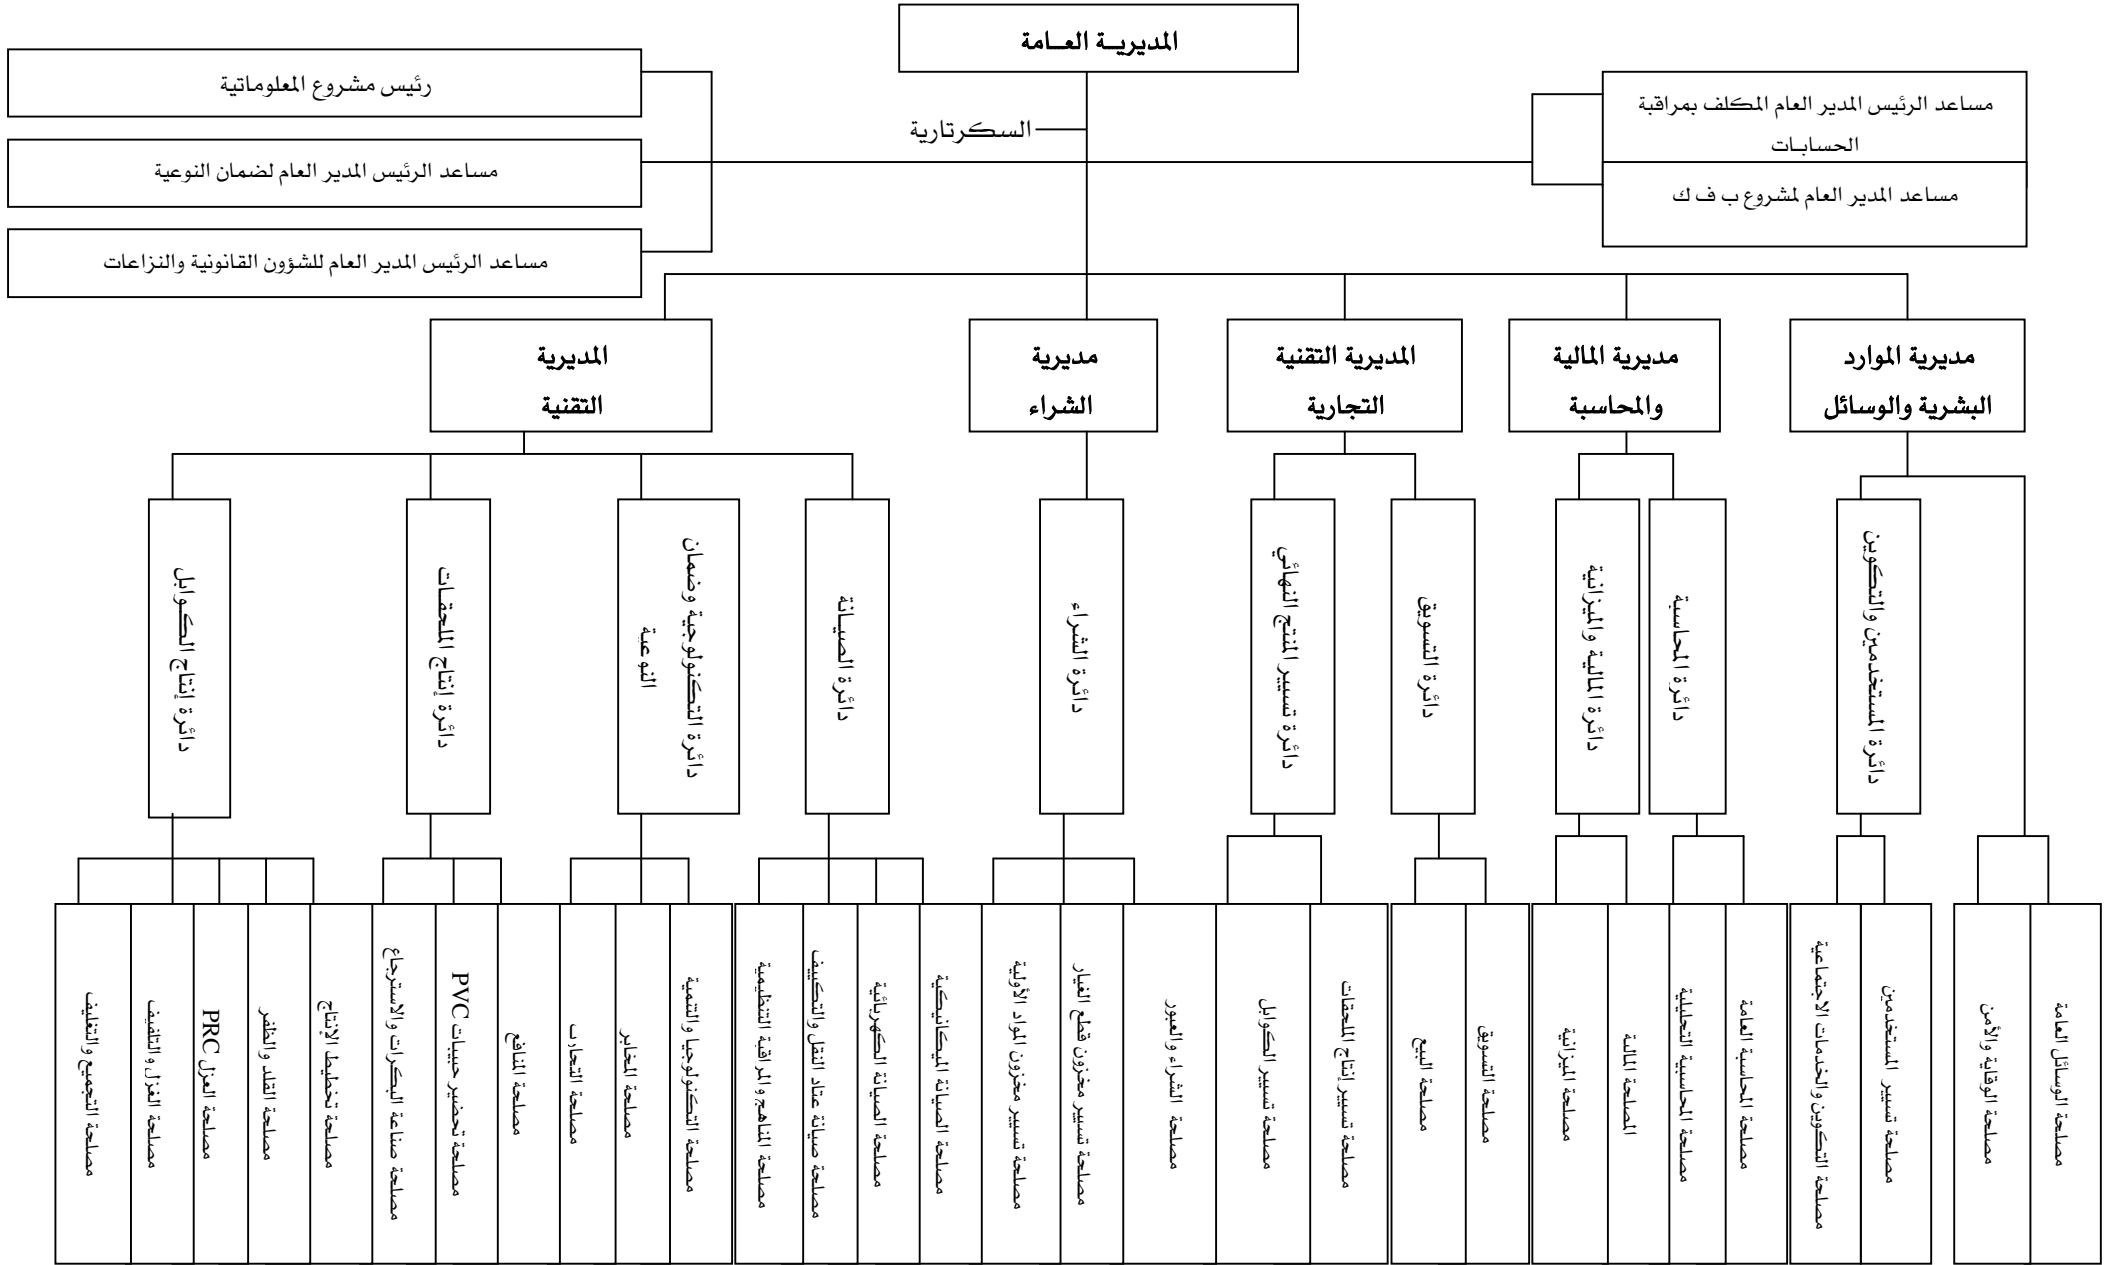 المديريــة العــامة
مساعد الرئيس المدير العام المكلف بمراقبة
الحسابات
مساعد المدير العام لمشروع ب ف ك
رئيس مشروع المعلوماتية
مساعد الرئيس المدير العام لضمان النوعية
مساعد الرئيس المدير العام للشؤون القانونية والنزاعات
السكرتارية
مديرية الموارد
البشرية والوسائل
مديرية المالية
والمحاسبة
المديرية التقنية
التجارية
مديرية
الشراء
المديرية
التقنية
دائرة المستخدمين والتكوين
دائرة المحاسبة
دائرة المالية والميزانية
دائرة التسويق
دائرة تسيير المنتج النهائي
دائرة الشراء
دائرة الصيانة
دائرة التكنولوجية وضمان
النوعية
دائرة إنتاج الملحقات
دائرة إنتاج الكوابل
مصلحة الوسائل العامة
مصلحة الوقاية والأمن
مصلحة تسيير المستخدمين
مصلحة التكوين والخدمات الاجتماعية
مصلحة المحاسبة العامة
مصلحة المحاسبية التحليلية
المصلحة المالية
مصلحة الميزانية
مصلحة التسويق
مصلحة البيع
مصلحة تسيير إنتاج الملحقات
مصلحة تسيير الكوابل
مصلحة الشراء والعبور
مصلحة تسيير مخزون قطع الغيار
مصلحة تسيير مخزون المواد الأولية
مصلحة الصيانة الميكانيكية
مصلحة الصيانة الكهربائية
مصلحة صيانة عتاد النقل والتكييف
مصلحة المناهج والمراقبة التنظيمية
مصلحة التكنولوجيا والتنمية
مصلحة المخابر
مصلحة التجارب
مصلحة المنافع
مصلحة تحضير حبيبات PVC
مصلحة صناعة البكرات والاسترجاع
مصلحة تخطيط الإنتاج
مصلحة القلد والظفر
مصلحة العزل PRC
مصلحة الغزل والتلفيف
مصلحة التجميع والتغليف